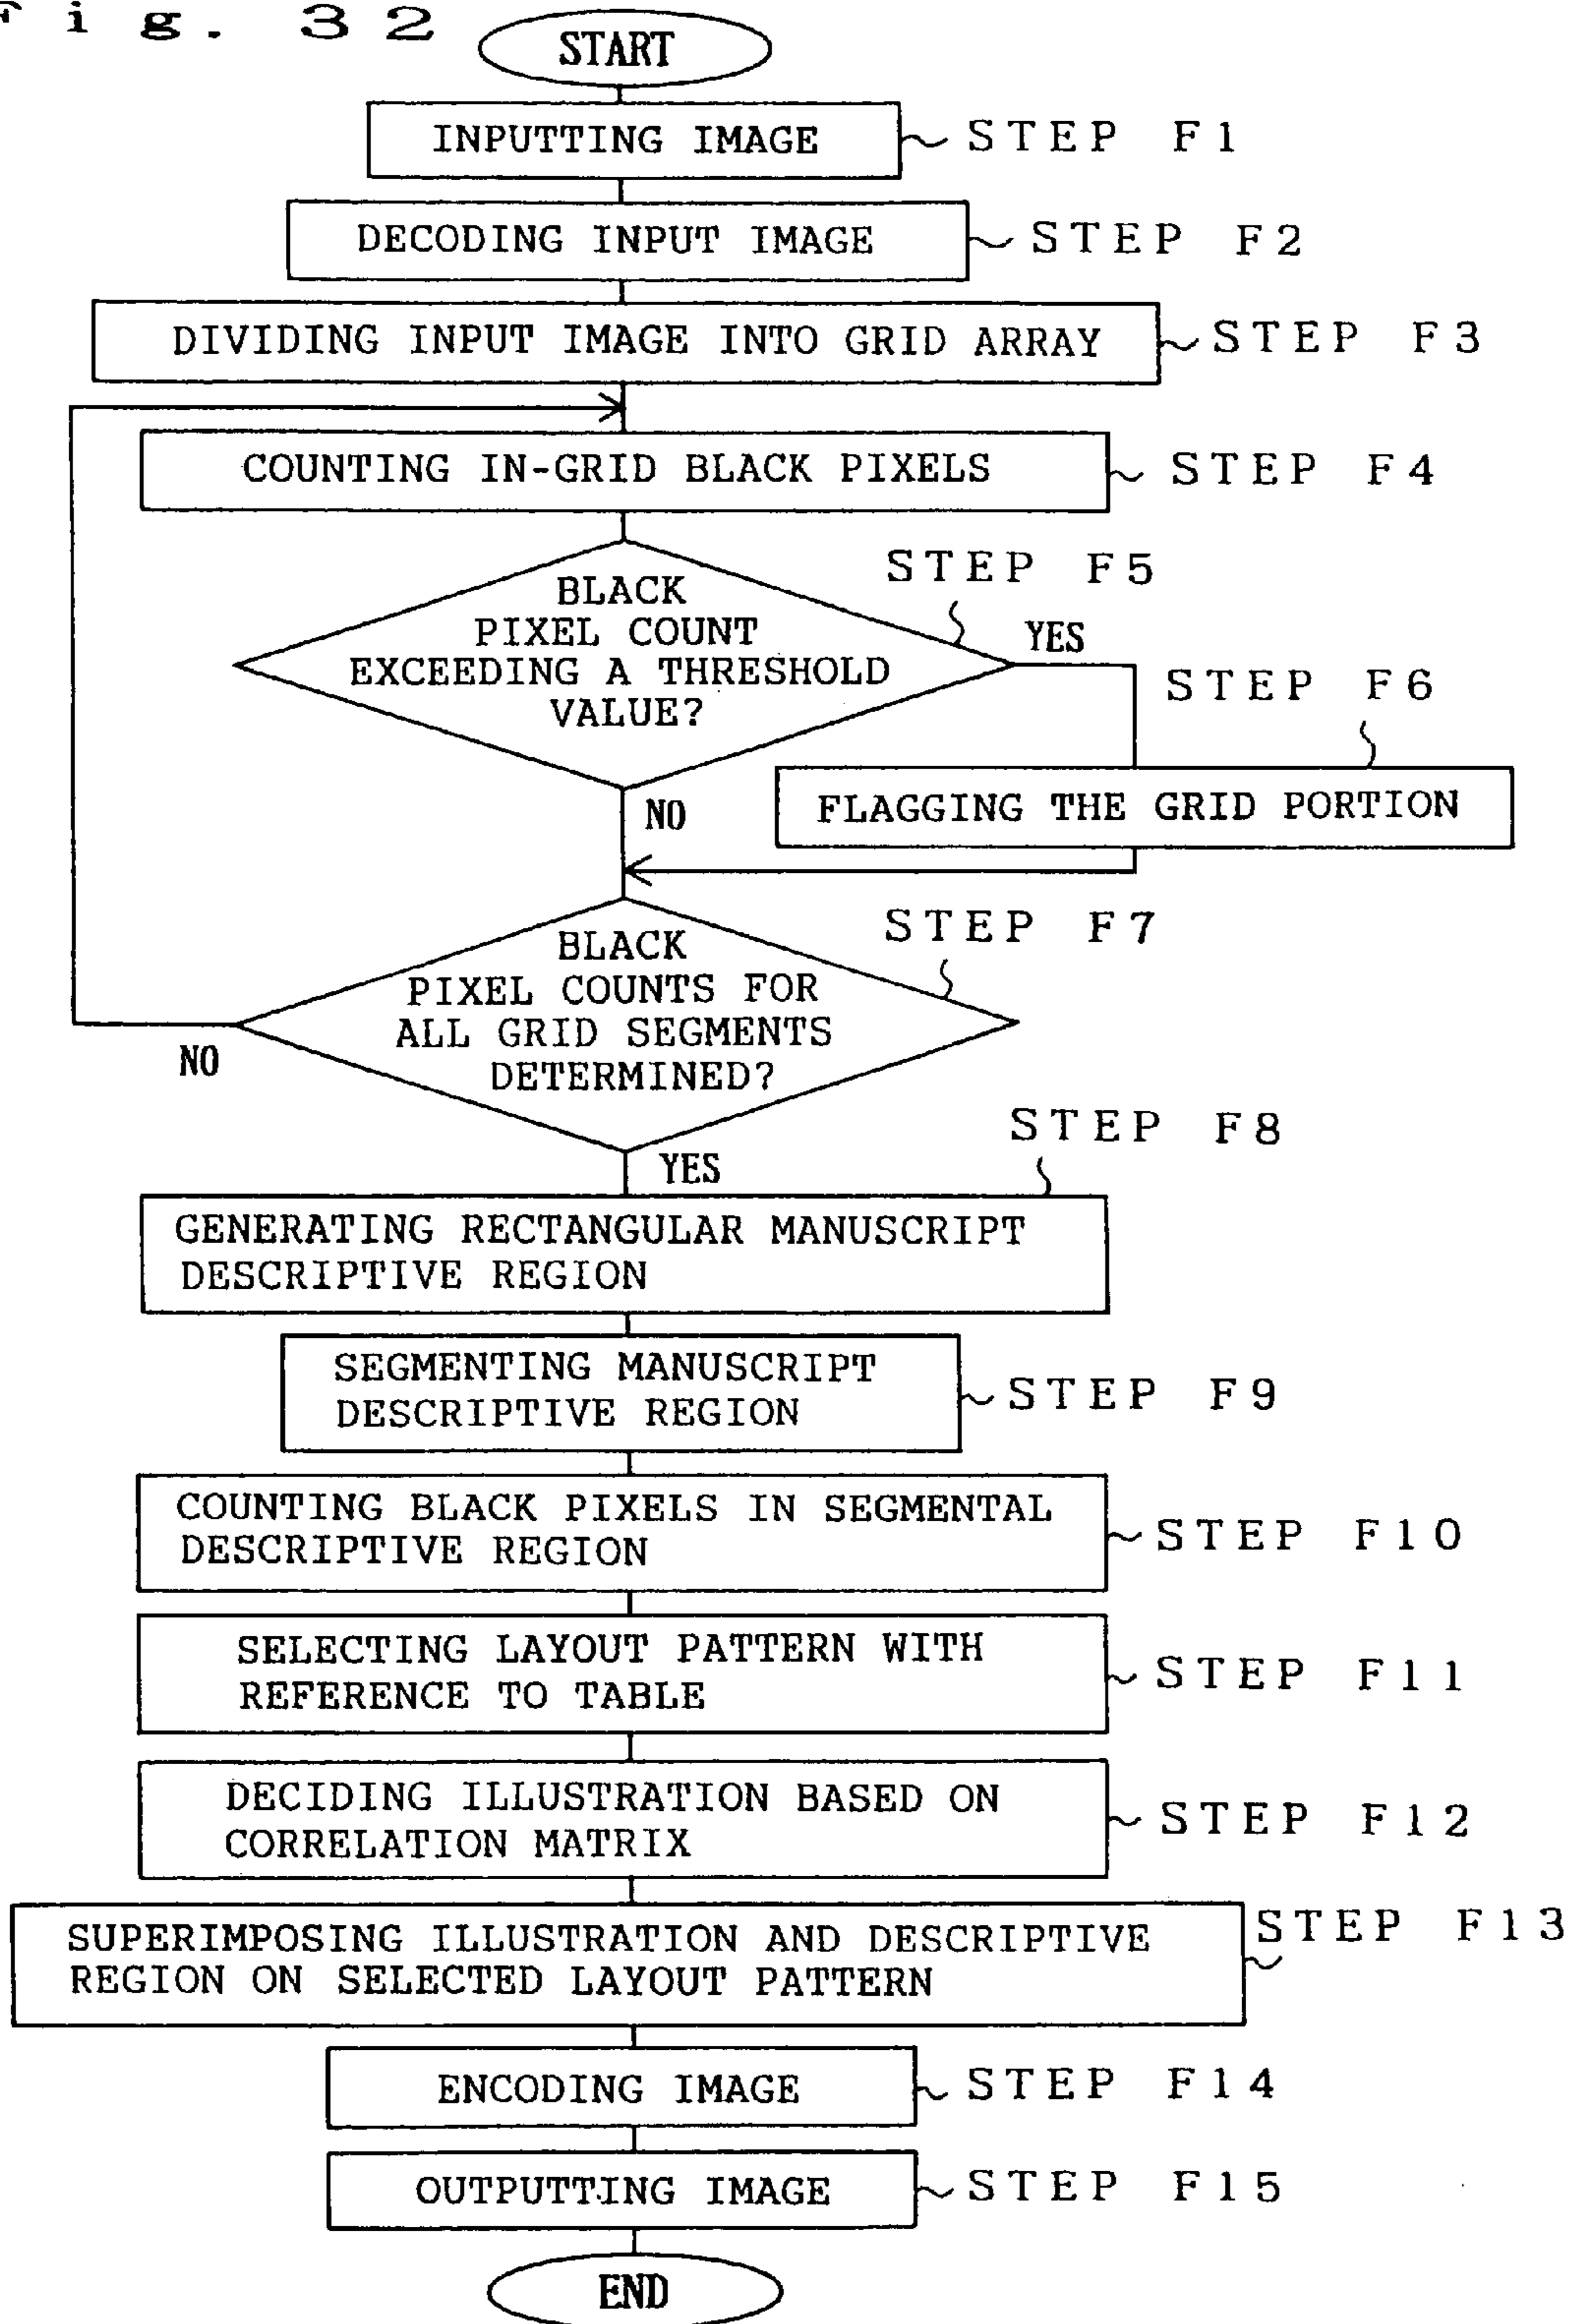 Fig. 32
START
INPUTTING IMAGE
STEP F1
DECODING INPUT IMAGE
STEP F2
DIVIDING INPUT IMAGE INTO GRID ARRAY
STEP F3
COUNTING IN-GRID BLACK PIXELS
STEP F4
STEP F5
BLACK
PIXEL COUNT
EXCEEDING A THRESHOLD
VALUE?
YES
STEP F6
FLAGGING THE GRID PORTION
NO
STEP F7
BLACK
PIXEL COUNTS FOR
ALL GRID SEGMENTS
DETERMINED?
NO
YES
STEP F8
GENERATING RECTANGULAR MANUSCRIPT
DESCRIPTIVE REGION
SEGMENTING MANUSCRIPT
DESCRIPTIVE REGION
STEP F9
COUNTING BLACK PIXELS IN SEGMENTAL
DESCRIPTIVE REGION
STEP F10
SELECTING LAYOUT PATTERN WITH
REFERENCE TO TABLE
STEP F11
DECIDING ILLUSTRATION BASED ON
CORRELATION MATRIX
STEP F12
SUPERIMPOSING ILLUSTRATION AND DESCRIPTIVE
REGION ON SELECTED LAYOUT PATTERN
STEP F13
ENCODING IMAGE
STEP F14
OUTPUTTING IMAGE
STEP F15
END